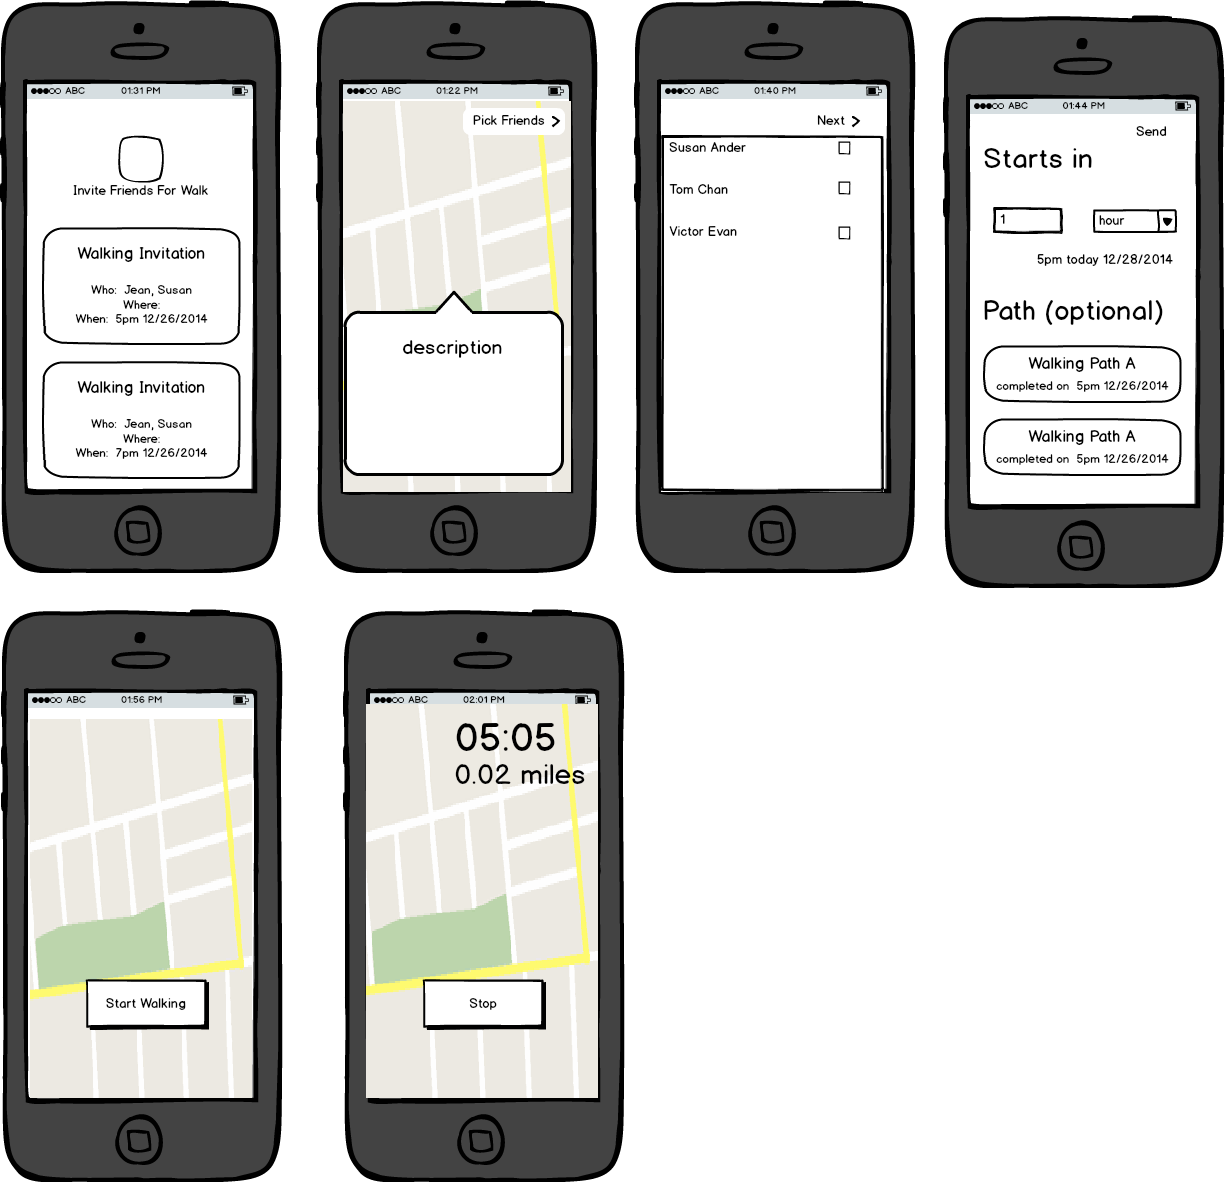 ABC 01:31 PM
Invite Friends For Walk
Walking Invitation
Who: Jean, Susan
Where:
When: 5pm 12/26/2014
Walking Invitation
Who: Jean, Susan
Where:
When: 7pm 12/26/2014
ABC 01:22 PM
Pick Friends >
description
ABC 01:40 PM
Next >
Susan Ander
Tom Chan
Victor Evan
ABC 01:44 PM
Send
Starts in
1 hour
5pm today 12/28/2014
Path (optional)
Walking Path A
completed on 5pm 12/26/2014
Walking Path A
completed on 5pm 12/26/2014
ABC 01:56 PM
Start Walking
ABC 02:01 PM
05:05
0.02 miles
Stop